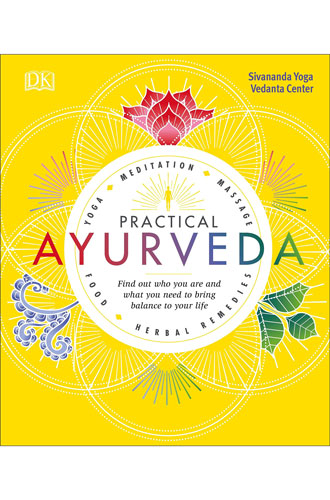 DK
Sivananda Yoga
Vedanta Center
YOGA • MEDITATION • MASSAGE
PRACTICAL
AYURVEDA
Find out who you are and
what you need to bring
balance to your life
FOOD • HERBAL REMEDIES